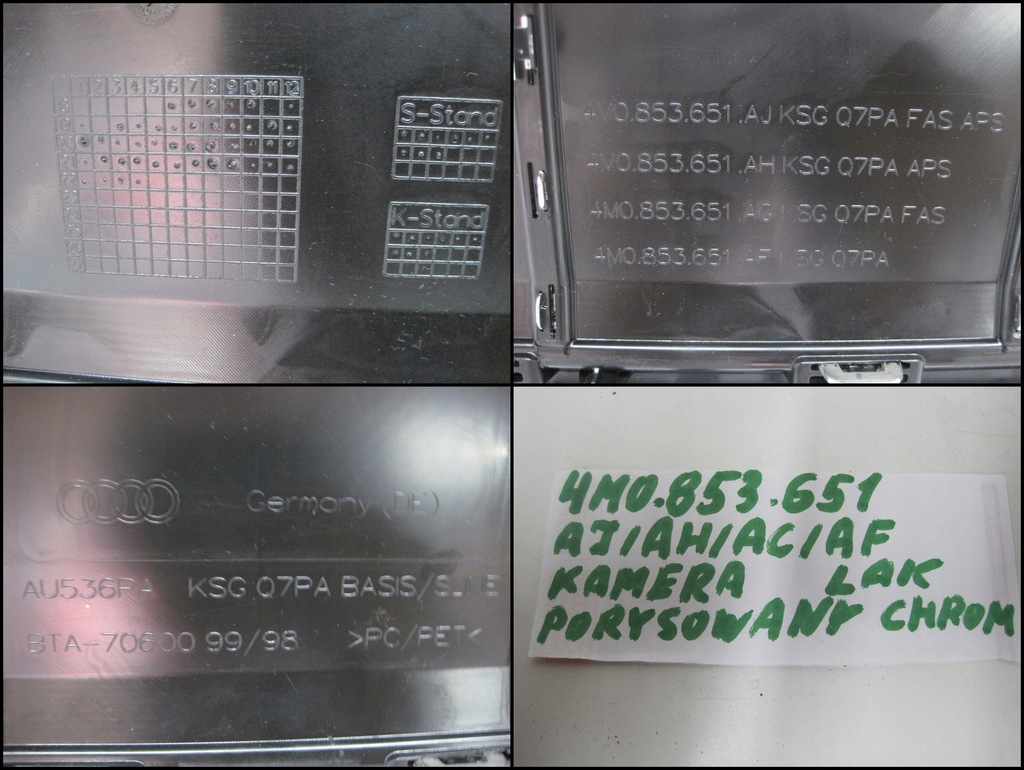 1 2 3 4 5 6 7 8 9 10 11 12
S-Stand
K-Stand
4M0.853.651 .AJ KSG Q7PA FAS APS
4M0.853.651 .AH KSG Q7PA APS
4M0.853.651 KSG Q7PA FAS
4M0.853.651 AF KSG Q7PA
Germany (DE)
AU536PA KSG Q7PA BASIS/SLINE
BTA-70600 99/98 >PC/PET<
4M0.853.651
AJ/AH/AC/AF
KAMERA LAK
PORYSOWANY CHROM